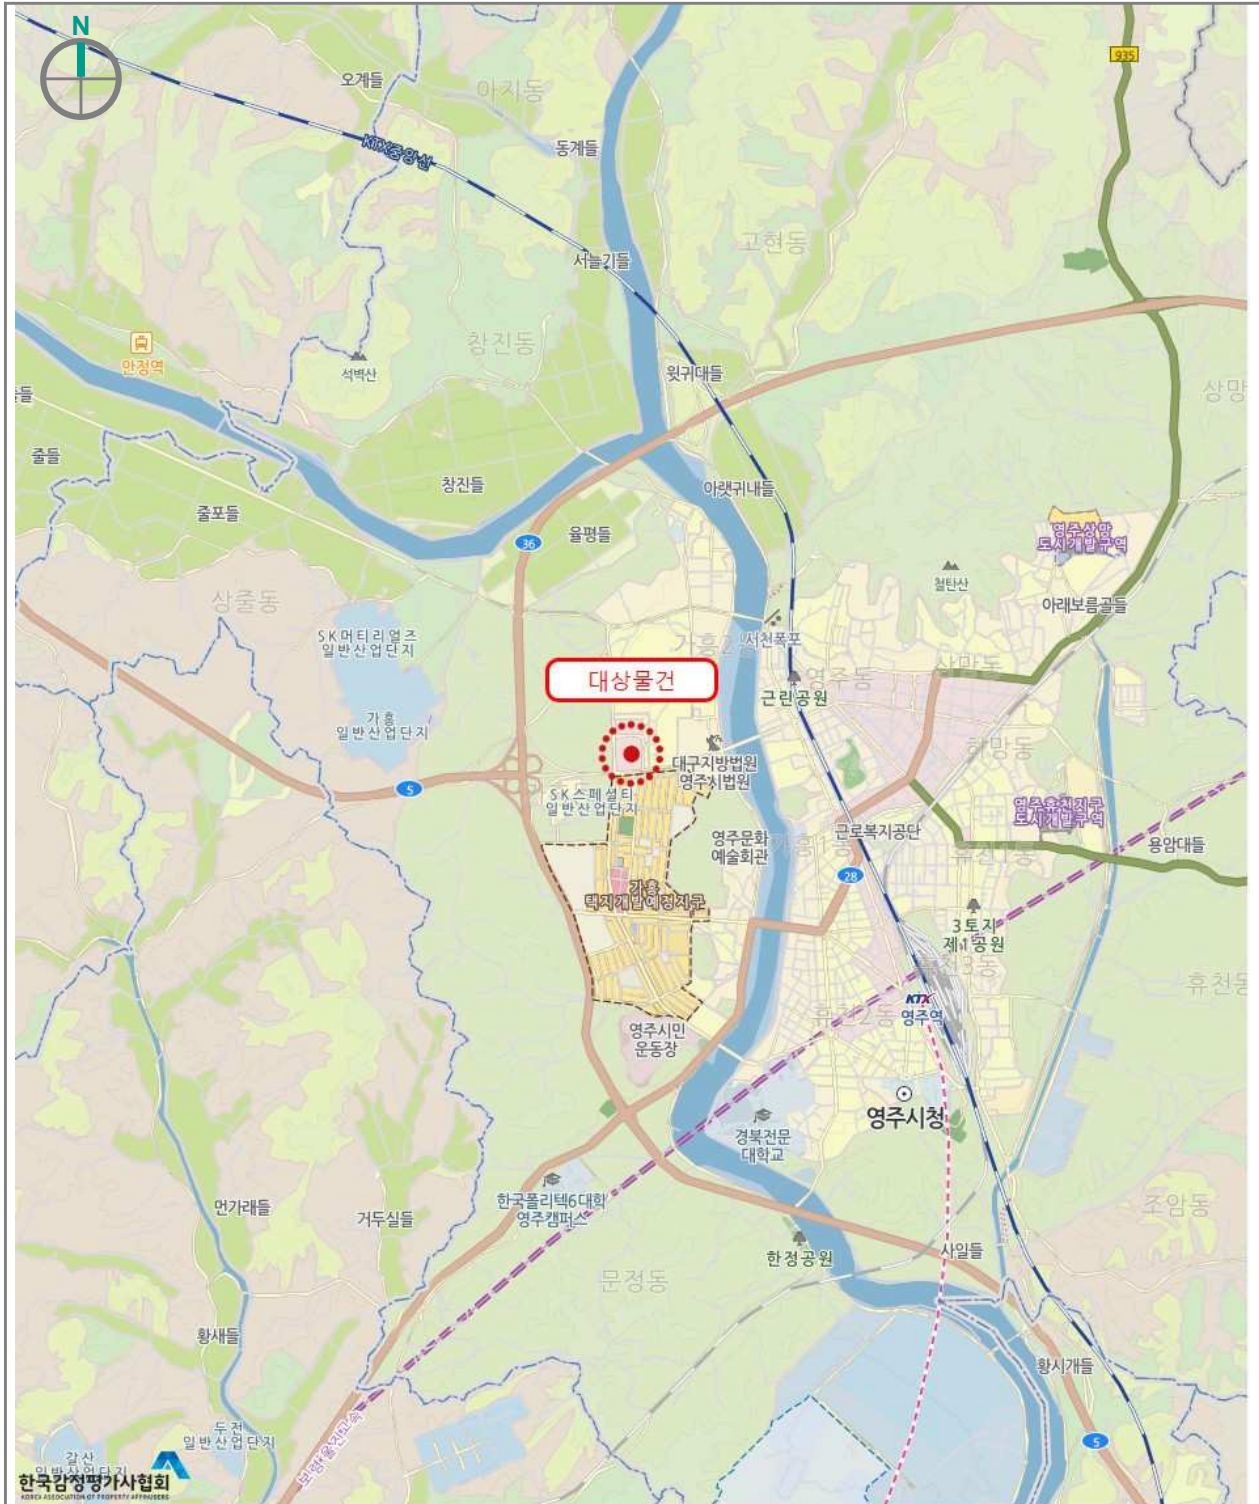 N
935
오계들
아지동
KTX중앙선
동계들
고현동
서늘기들
창진동
안정역
석벽산
윗귀대들
상망
들
줄들
창진들
아랫귀내들
줄포들
율평들
36
영주상망
도시개발구역
철탄산
상줄동
아래보름골들
SK머티리얼즈
일반산업단지
서천폭포
가흥2
상망동
대상물건
영주동
근린공원
가흥
일반산업단지
하망동
대구지방법원
영주시법원
5
SK스페셜티
일반산업단지
영주휴천지구
도시개발구역
영주문화
예술회관
근로복지공단
가흥1동
휴천1동
용암대들
28
가흥
택지개발예정지구
3토지
제1공원
휴천3동
휴천동
KTX
영주역
휴천2동
영주시민
운동장
영주시청
경북전문
대학교
한국폴리텍6대학
영주캠퍼스
먼가래들
거두실들
조암동
한정공원
사일들
문정동
황새들
황시개들
두전
일반산업단지
보령울진고속
5
갈산
일반산업단지
한국감정평가사협회
KOREA ASSOCIATION OF PROPERTY APPRAISERS